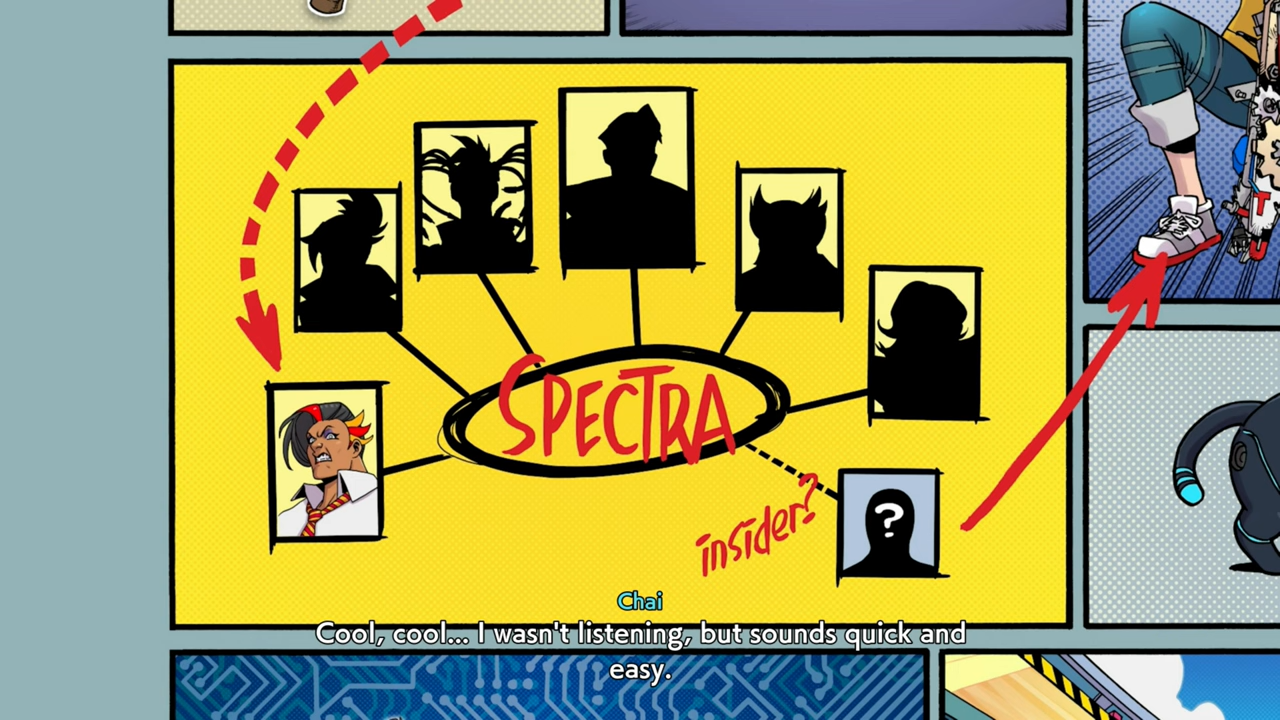 SPECTRA
insider?
?
Chai
Cool, cool... I wasn't listening, but sounds quick and
easy.